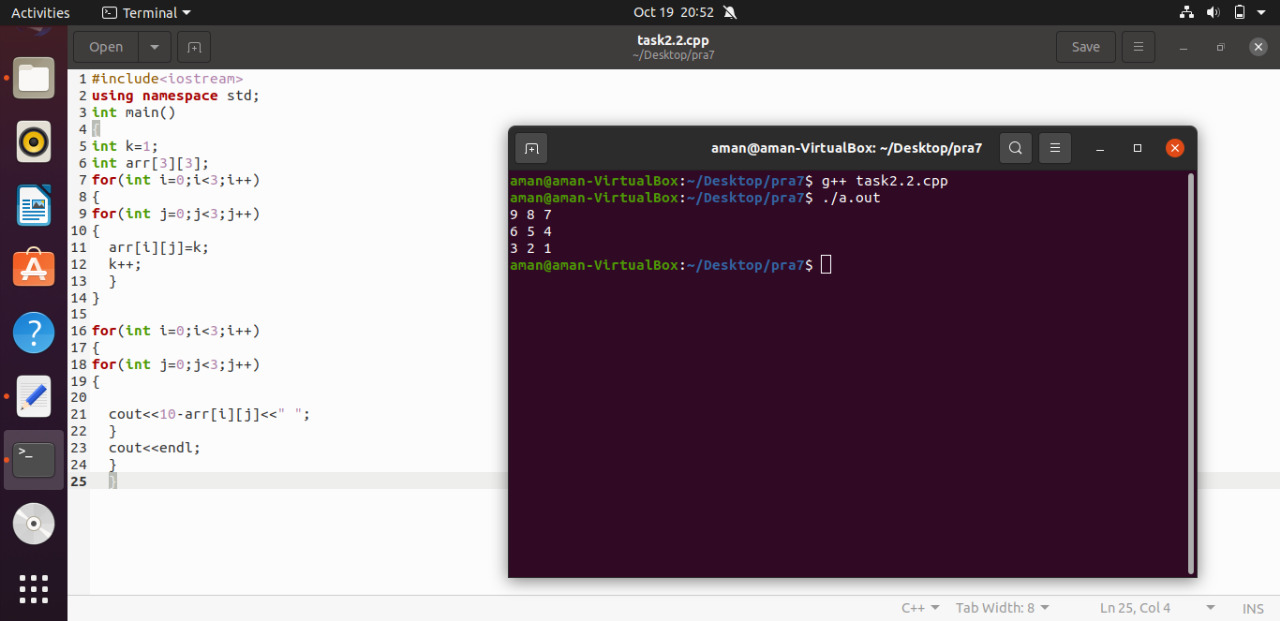 Activities Terminal Oct 19 20:52
Open task2.2.cpp Save
~/Desktop/pra7
1 #include<iostream>
2 using namespace std;
3 int main()
4 {
5 int k=1;
6 int arr[3][3];
7 for(int i=0;i<3;i++)
8 {
9 for(int j=0;j<3;j++)
10 {
11   arr[i][j]=k;
12   k++;
13   }
14 }
15
16 for(int i=0;i<3;i++)
17 {
18 for(int j=0;j<3;j++)
19 {
20
21   cout<<10-arr[i][j]<<" ";
22   }
23   cout<<endl;
24   }
25   }
aman@aman-VirtualBox: ~/Desktop/pra7
aman@aman-VirtualBox:~/Desktop/pra7$ g++ task2.2.cpp
aman@aman-VirtualBox:~/Desktop/pra7$ ./a.out
9 8 7
6 5 4
3 2 1
aman@aman-VirtualBox:~/Desktop/pra7$
C++ Tab Width: 8 Ln 25, Col 4 INS